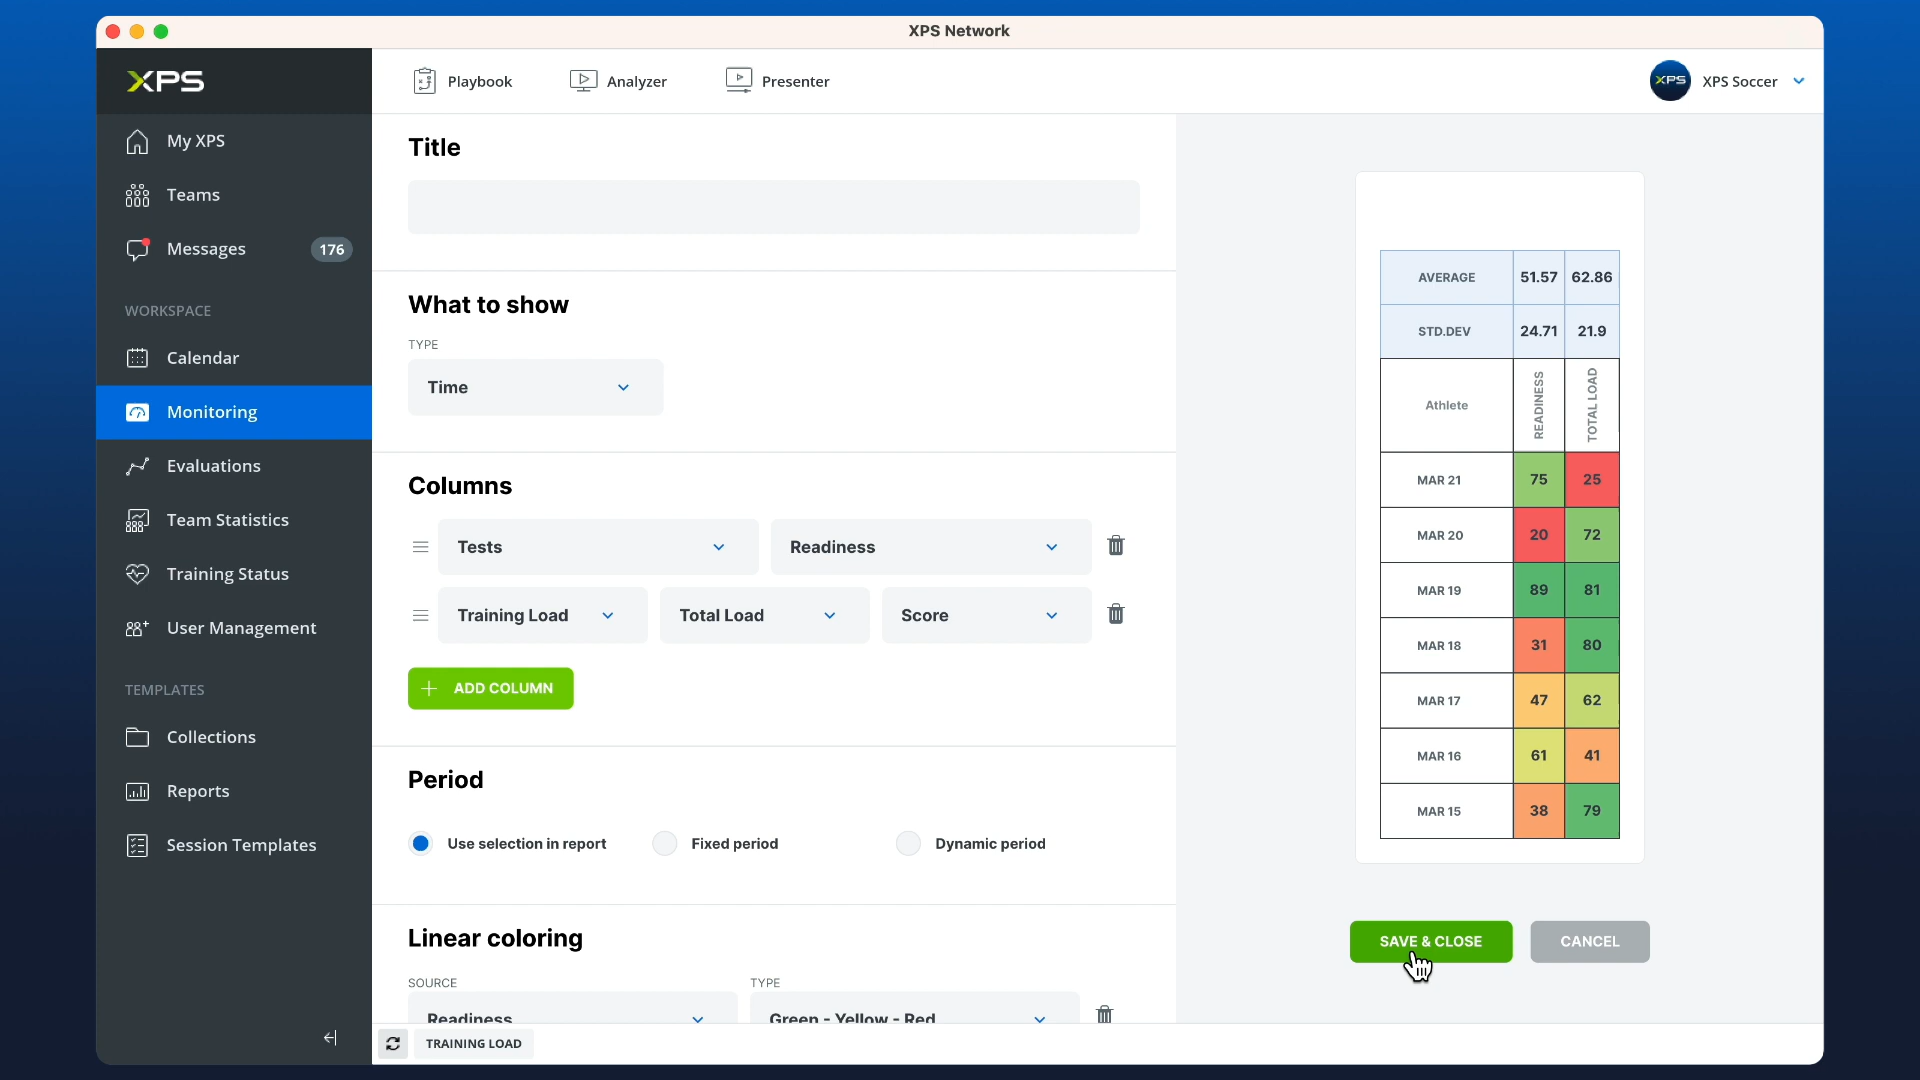 XPS Network
XPS
Playbook
Analyzer
Presenter
XPS
XPS Soccer
My XPS
Teams
Messages
176
WORKSPACE
Calendar
Monitoring
Evaluations
Team Statistics
Training Status
User Management
TEMPLATES
Collections
Reports
Session Templates
Title
What to show
TYPE
Time
Columns
Tests
Readiness
Training Load
Total Load
Score
ADD COLUMN
Period
Use selection in report
Fixed period
Dynamic period
Linear coloring
SOURCE
TYPE
Readiness
Green - Yellow - Red
TRAINING LOAD
AVERAGE 51.57 62.86
STD.DEV 24.71 21.9
Athlete READINESS TOTAL LOAD
MAR 21 75 25
MAR 20 20 72
MAR 19 89 81
MAR 18 31 80
MAR 17 47 62
MAR 16 61 41
MAR 15 38 79
SAVE & CLOSE
CANCEL